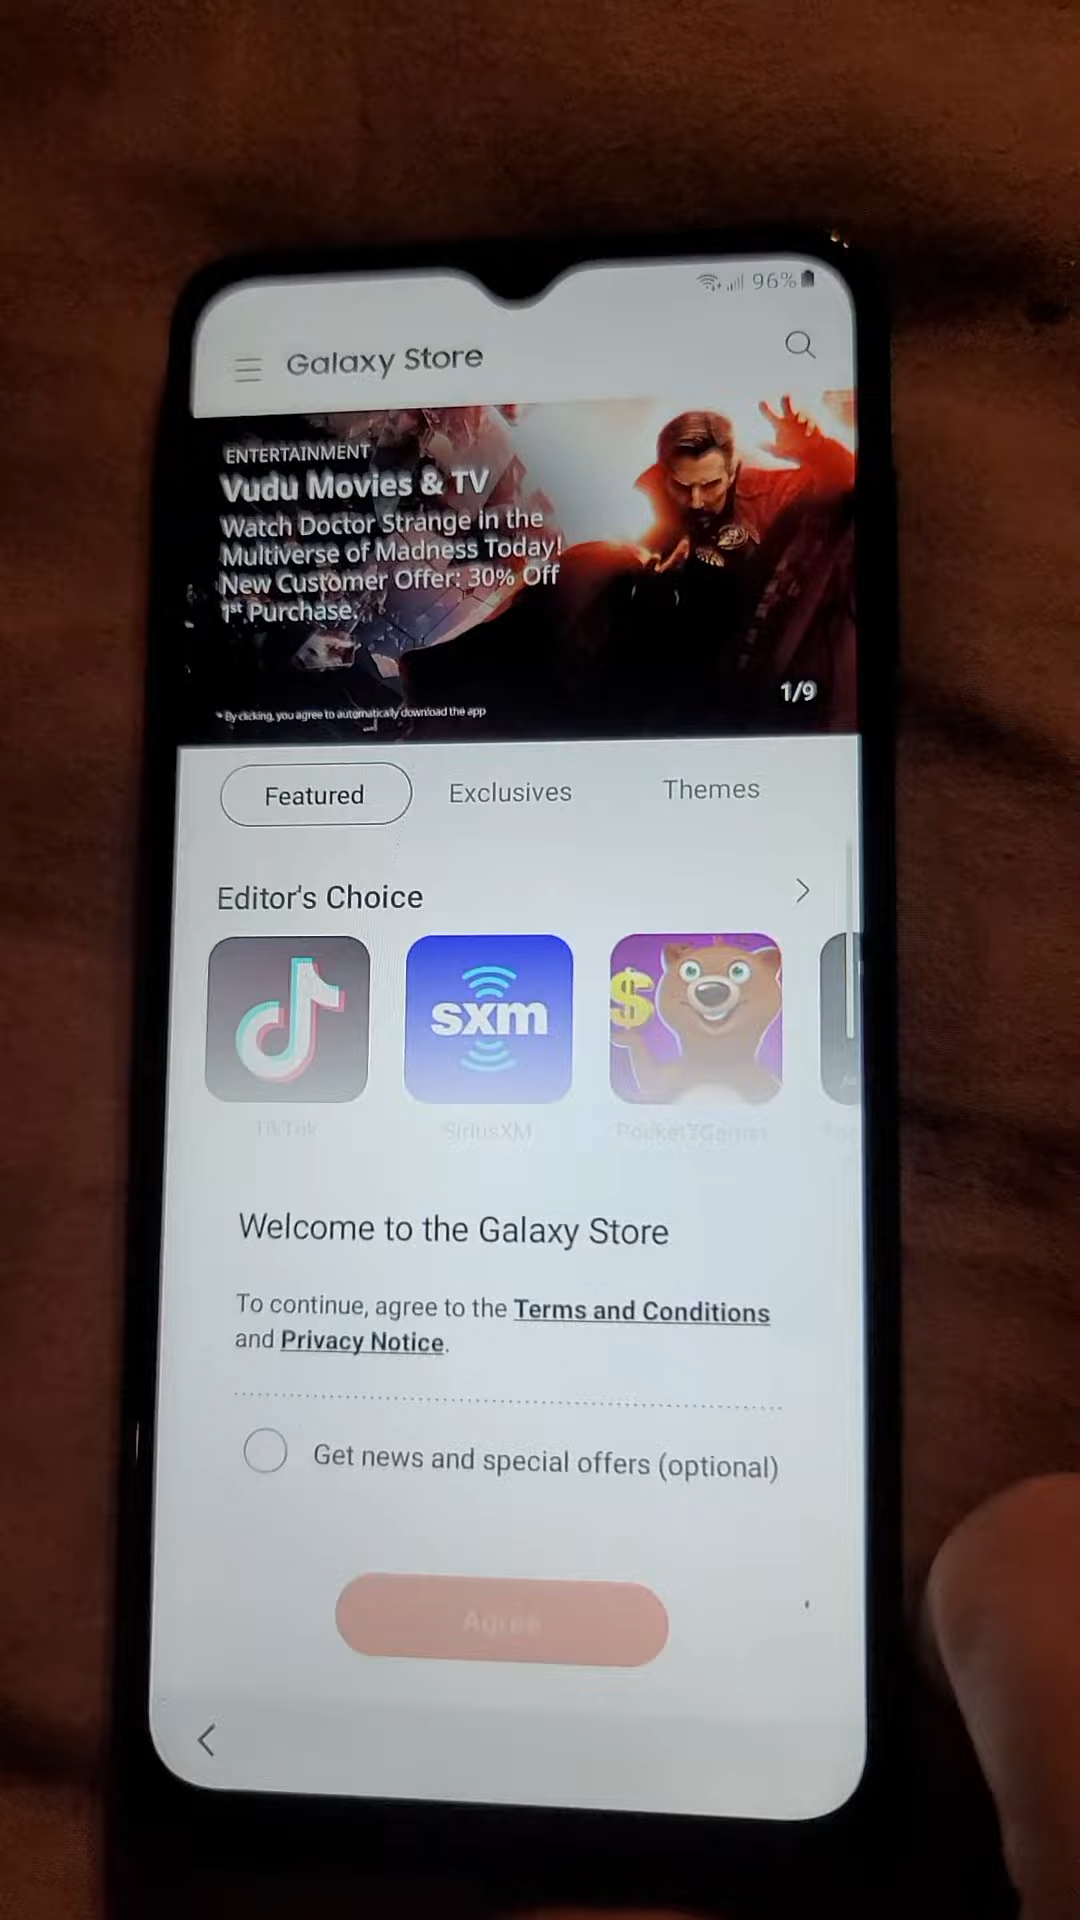 96%
Galaxy Store
ENTERTAINMENT
Vudu Movies & TV
Watch Doctor Strange in the
Multiverse of Madness Today!
New Customer Offer: 30% Off
1st Purchase.
1/9
* By clicking, you agree to automatically download the app
Featured Exclusives Themes
Editor's Choice
$
sxm
TikTok SiriusXM Pocket7Games
Welcome to the Galaxy Store
To continue, agree to the Terms and Conditions
and Privacy Notice.
Get news and special offers (optional)
Agree